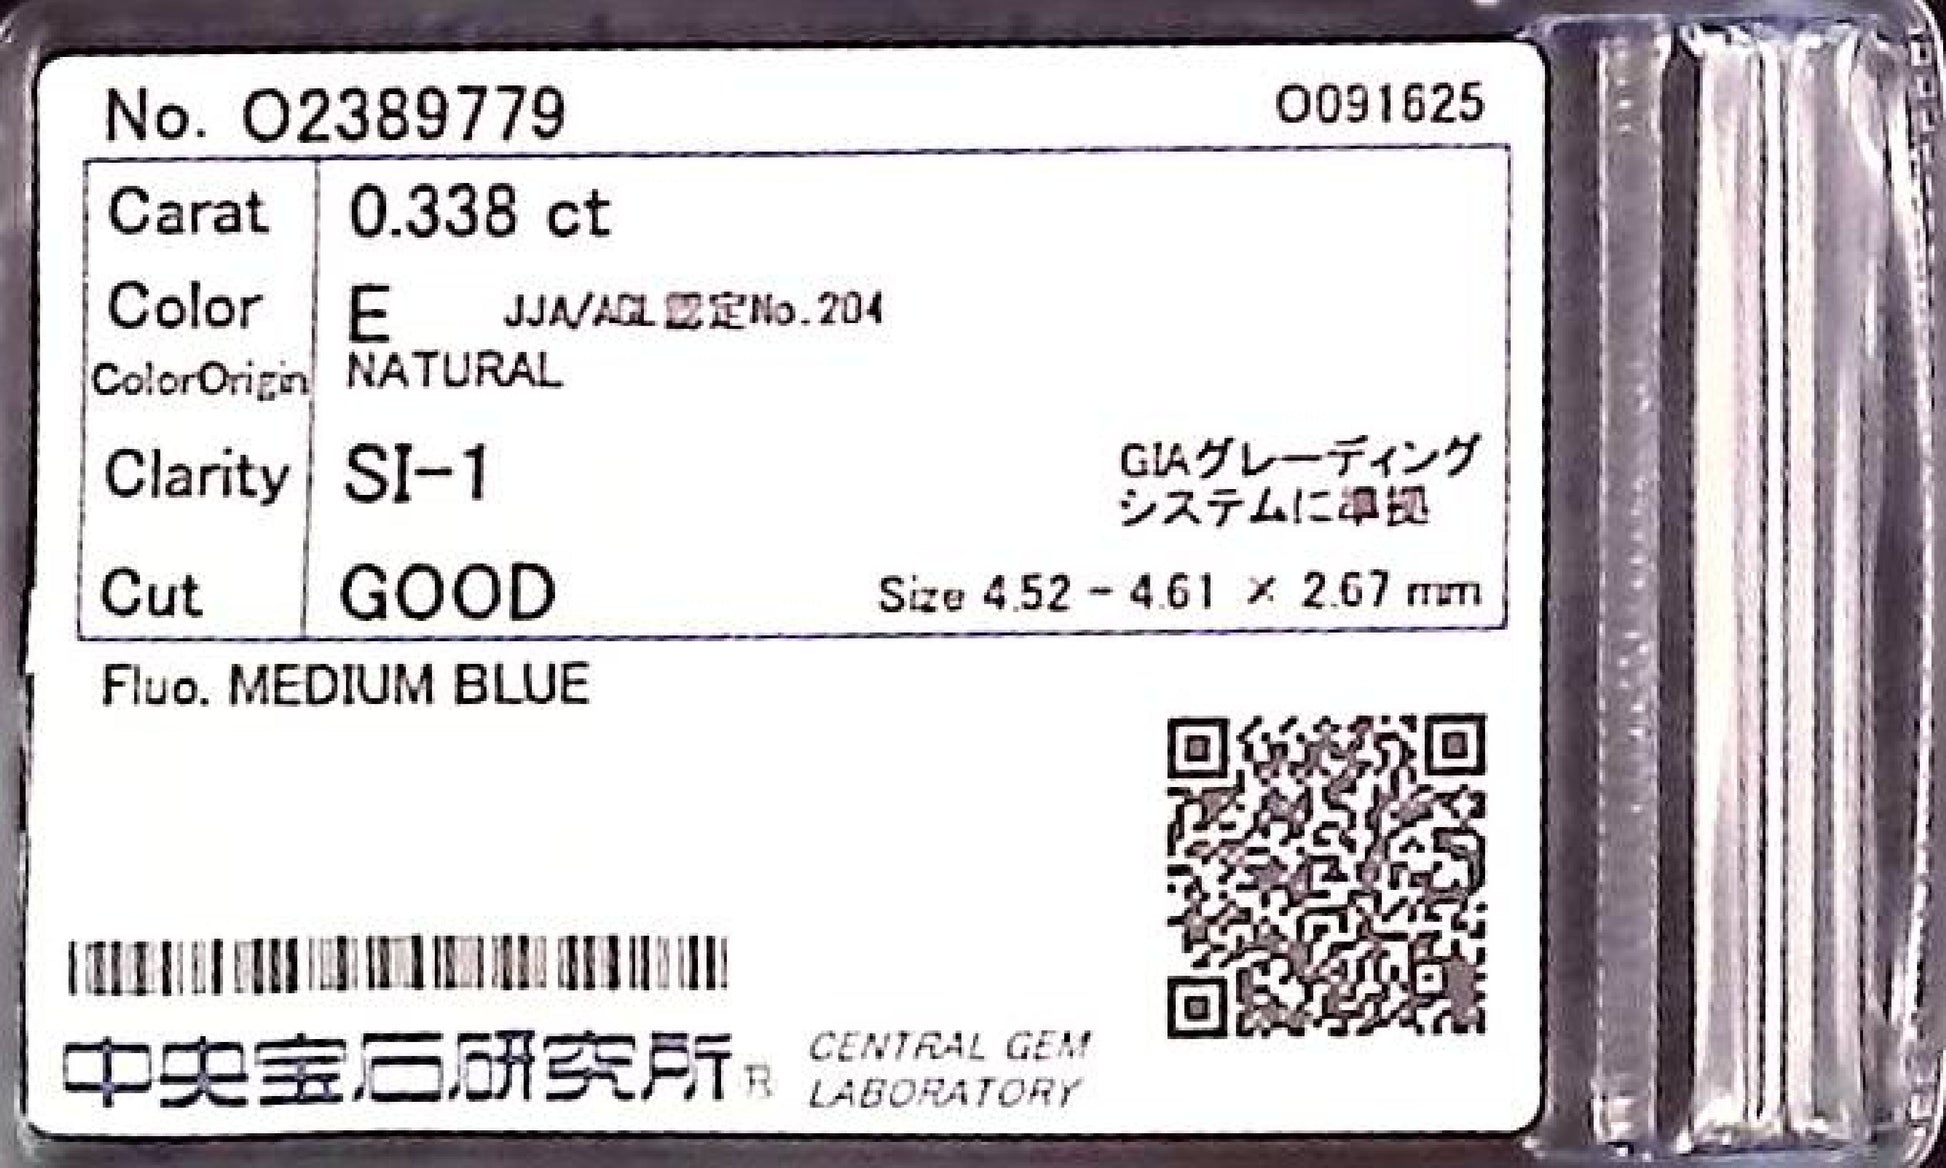 No. O2389779
O091625
Carat 0.338 ct
Color E JJA/AGL認定No.204
ColorOrigin NATURAL
Clarity SI-1
GIAグレーディング
システムに準拠
Cut GOOD Size 4.52 - 4.61 × 2.67 mm
Fluo. MEDIUM BLUE
中央宝石研究所® CENTRAL GEM
LABORATORY